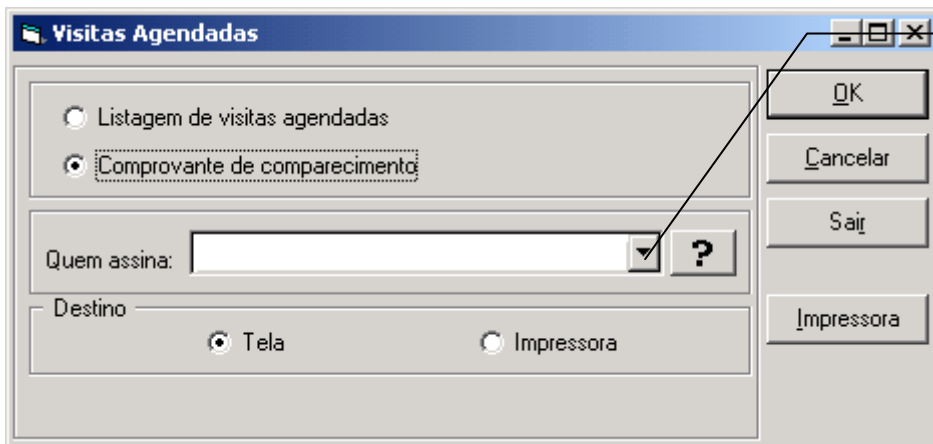 Visitas Agendadas
Listagem de visitas agendadas
Comprovante de comparecimento
Quem assina:
?
Destino
Tela
Impressora
OK
Cancelar
Sair
Impressora